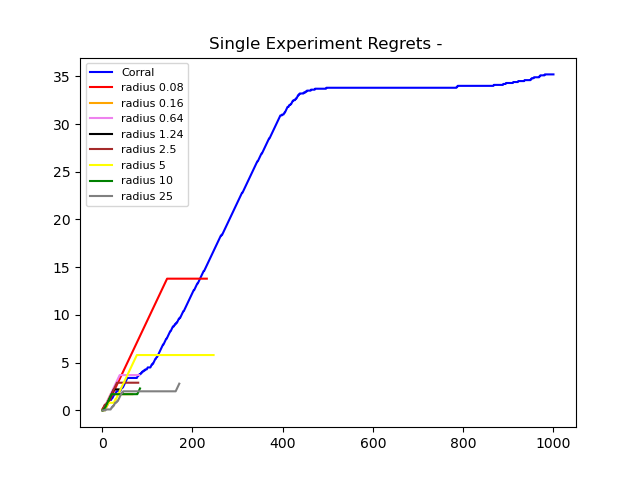 Single Experiment Regrets -
Corral
radius 0.08
radius 0.16
radius 0.64
radius 1.24
radius 2.5
radius 5
radius 10
radius 25
35
30
25
20
15
10
5
0
0 200 400 600 800 1000